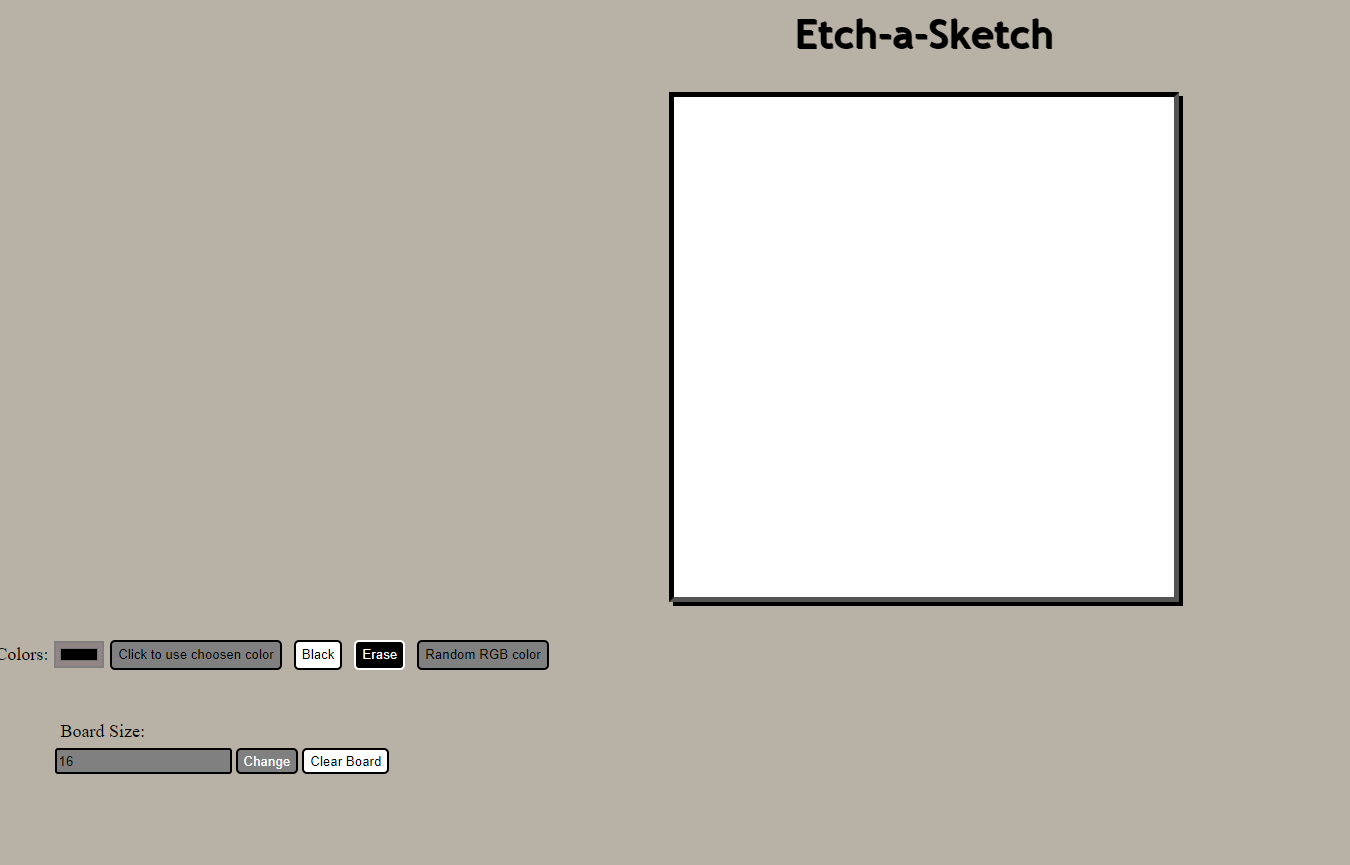 Etch-a-Sketch
Colors: Click to use choosen color Black Erase Random RGB color
Board Size:
16 Change Clear Board